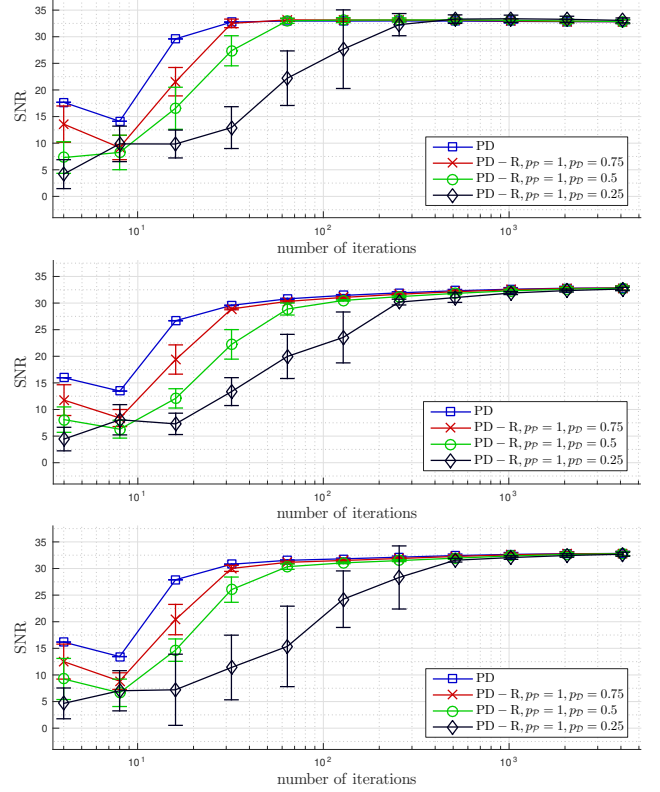 35
30
25
20
15
10
5
0
SNR
PD
PD − R, p_P = 1, p_D = 0.75
PD − R, p_P = 1, p_D = 0.5
PD − R, p_P = 1, p_D = 0.25
10^1
10^2
10^3
number of iterations
35
30
25
20
15
10
5
0
SNR
PD
PD − R, p_P = 1, p_D = 0.75
PD − R, p_P = 1, p_D = 0.5
PD − R, p_P = 1, p_D = 0.25
10^1
10^2
10^3
number of iterations
35
30
25
20
15
10
5
0
SNR
PD
PD − R, p_P = 1, p_D = 0.75
PD − R, p_P = 1, p_D = 0.5
PD − R, p_P = 1, p_D = 0.25
10^1
10^2
10^3
number of iterations